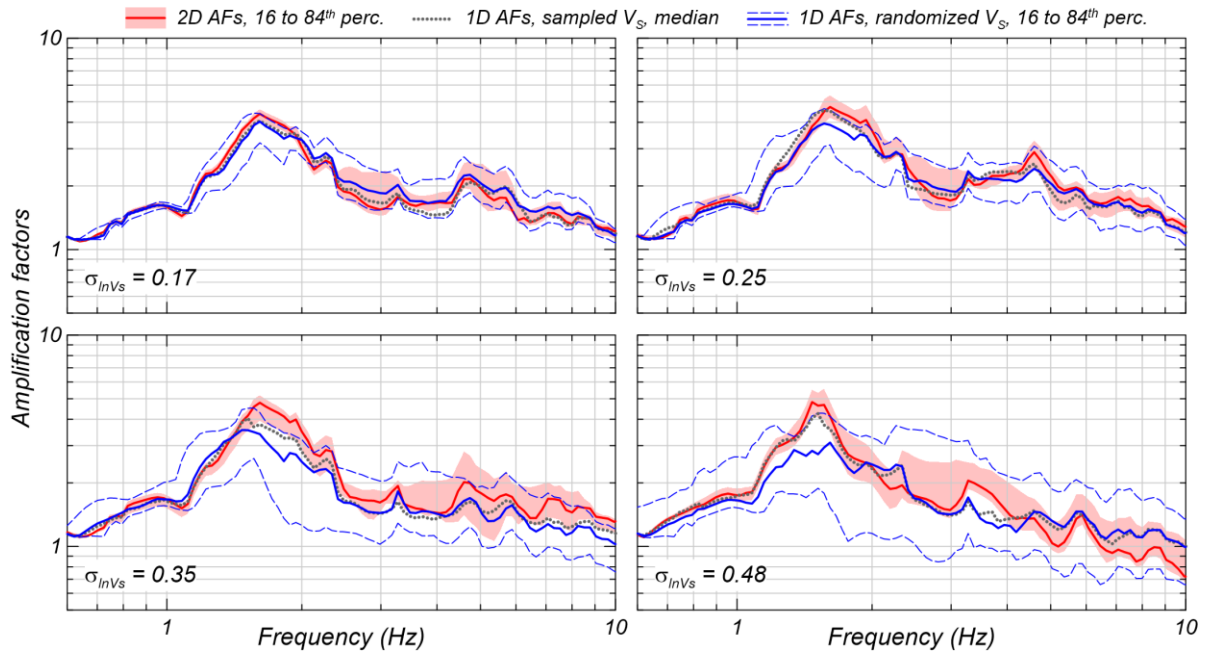 2D AFs, 16 to 84th perc. 1D AFs, sampled VS, median 1D AFs, randomized VS, 16 to 84th perc.
10
1
σlnVs = 0.17
σlnVs = 0.25
10
1
σlnVs = 0.35
σlnVs = 0.48
Amplification factors
1 10 1 10
Frequency (Hz) Frequency (Hz)